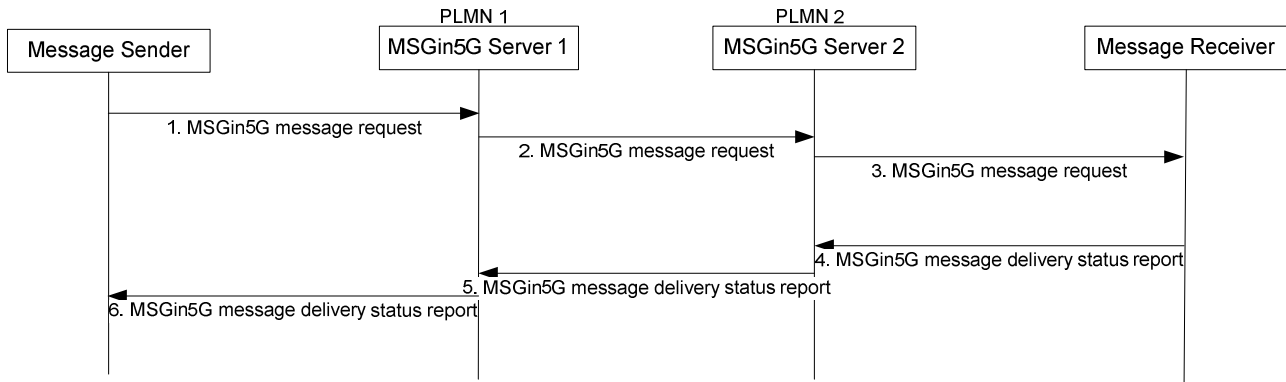 PLMN 1
PLMN 2
Message Sender
MSGin5G Server 1
MSGin5G Server 2
Message Receiver
1. MSGin5G message request
2. MSGin5G message request
3. MSGin5G message request
4. MSGin5G message delivery status report
5. MSGin5G message delivery status report
6. MSGin5G message delivery status report